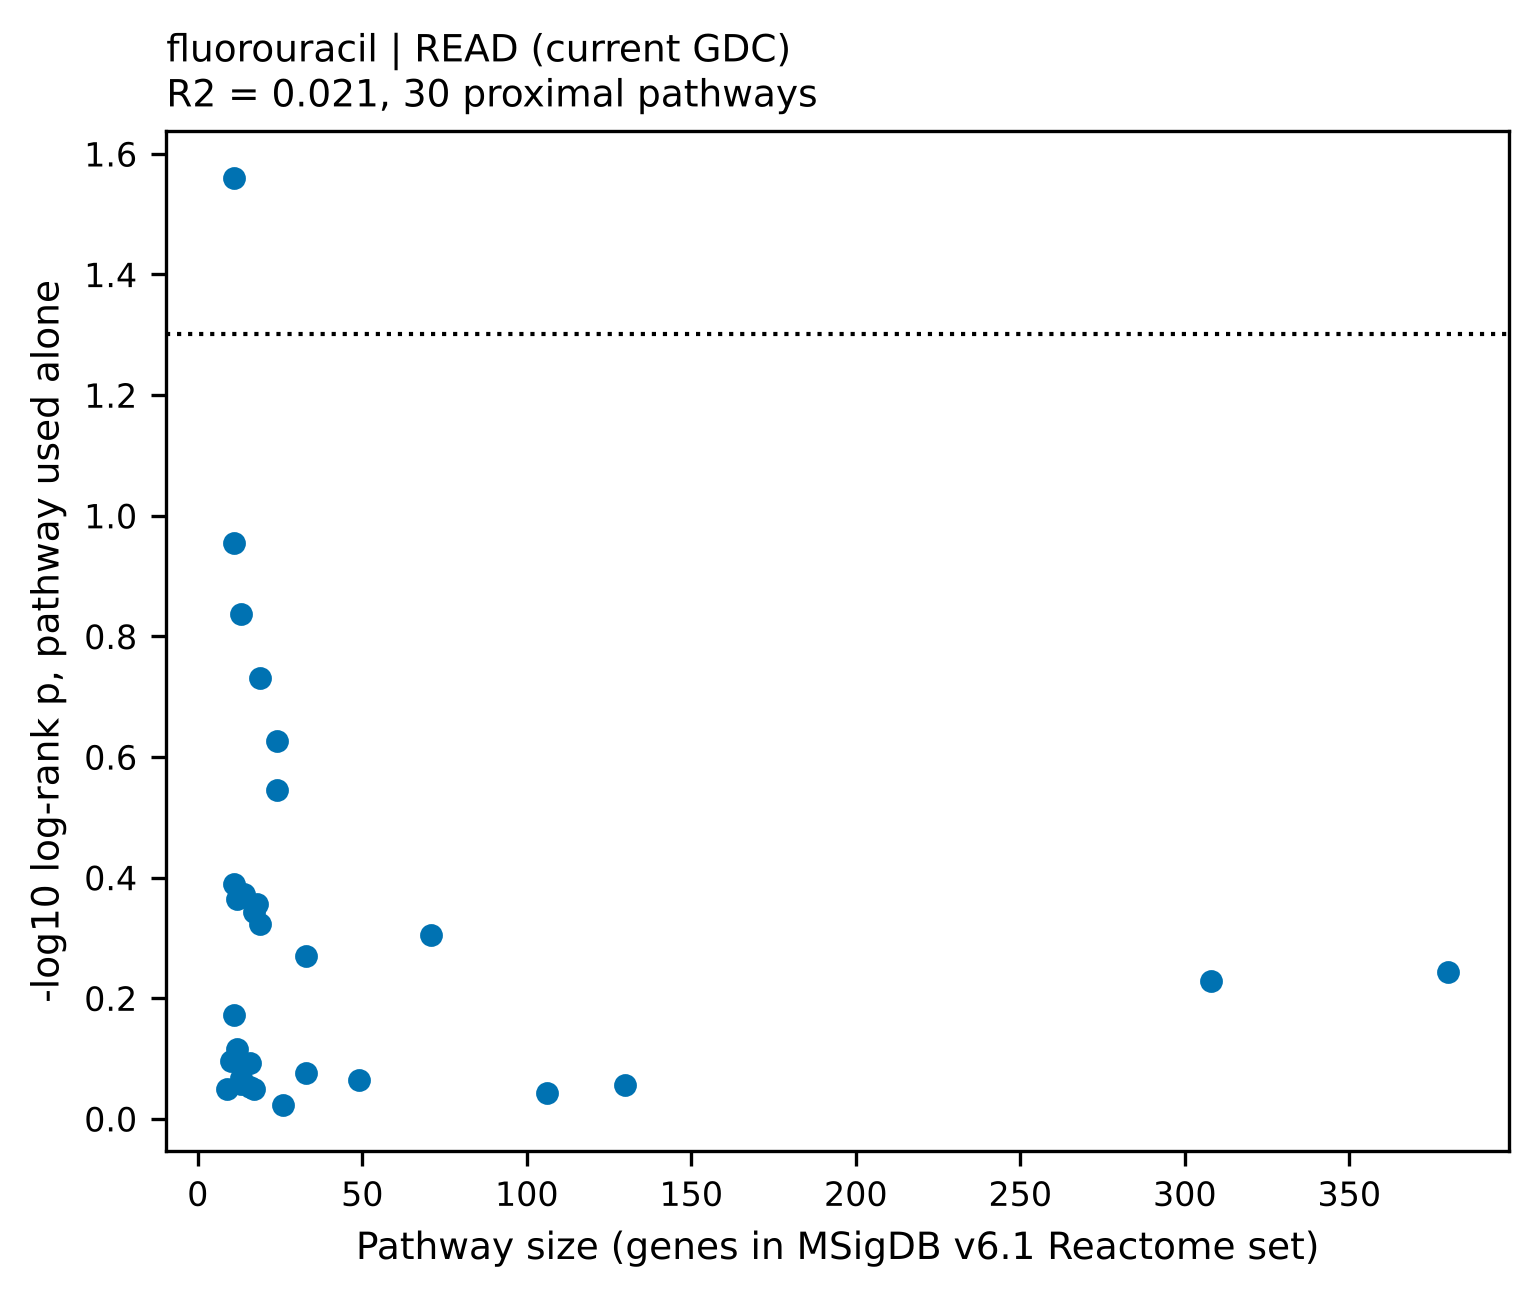 fluorouracil | READ (current GDC)
R2 = 0.021, 30 proximal pathways
-log10 log-rank p, pathway used alone
1.6
1.4
1.2
1.0
0.8
0.6
0.4
0.2
0.0
0 50 100 150 200 250 300 350
Pathway size (genes in MSigDB v6.1 Reactome set)